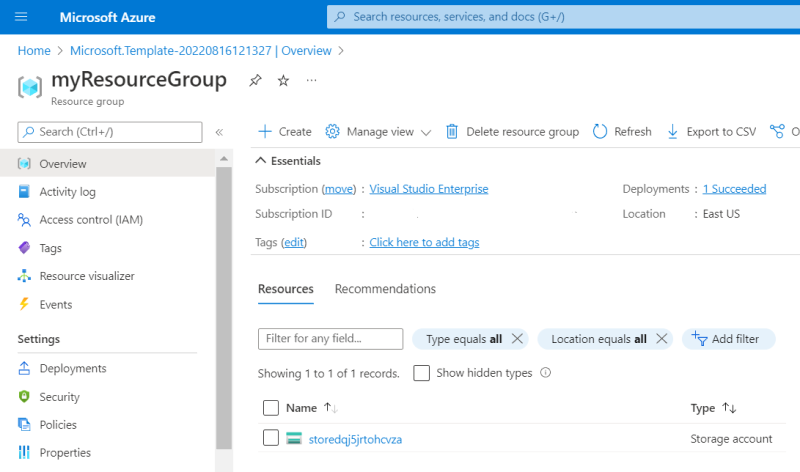 Microsoft Azure
Search resources, services, and docs (G+/)
Home > Microsoft.Template-20220816121327 | Overview >
myResourceGroup
Resource group
Search (Ctrl+/)
Overview
Activity log
Access control (IAM)
Tags
Resource visualizer
Events
Settings
Deployments
Security
Policies
Properties
Create Manage view Delete resource group Refresh Export to CSV O
Essentials
Subscription (move) : Visual Studio Enterprise
Deployments : 1 Succeeded
Subscription ID :
Location : East US
Tags (edit) : Click here to add tags
Resources Recommendations
Filter for any field... Type equals all Location equals all Add filter
Showing 1 to 1 of 1 records. Show hidden types
Name Type
storedqj5jrtohcvza Storage account